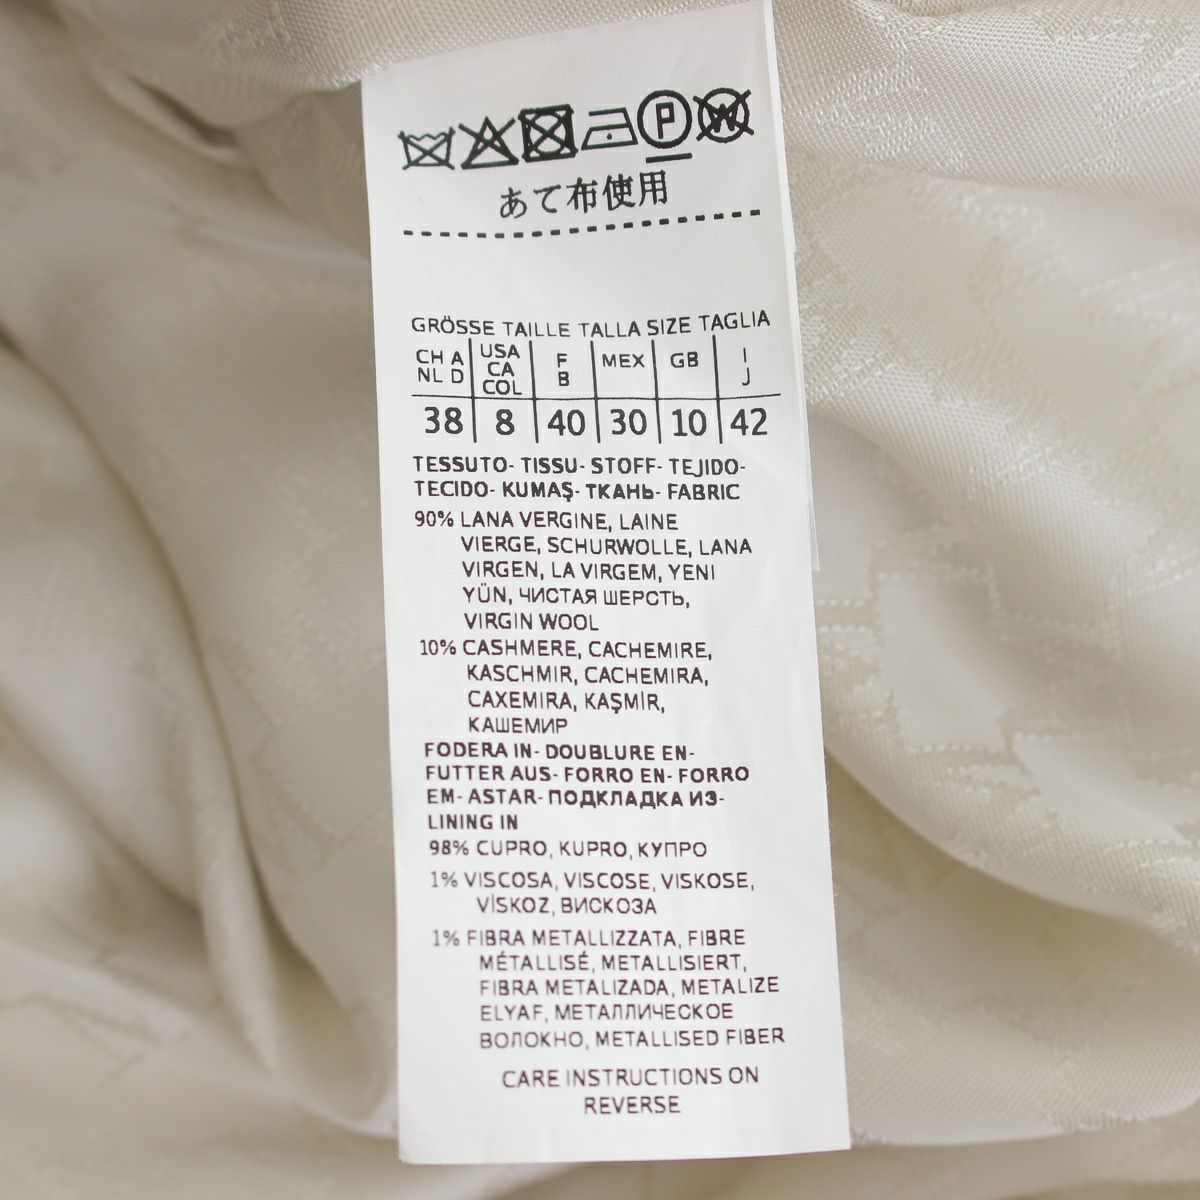 P W
あて布使用
GRÖSSE TAILLE TALLA SIZE TAGLIA
CH A NL D USA CA COL F B MEX GB I J
38 8 40 30 10 42
TESSUTO- TISSU- STOFF- TEJIDO-
TECIDO- KUMAŞ- ТКАНЬ- FABRIC
90% LANA VERGINE, LAINE
VIERGE, SCHURWOLLE, LANA
VIRGEN, LA VIRGEM, YENI
YÜN, ЧИСТАЯ ШЕРСТЬ,
VIRGIN WOOL
10% CASHMERE, CACHEMIRE,
KASCHMIR, CACHEMIRA,
CAXEMIRA, KAŞMİR,
КАШЕМИР
FODERA IN- DOUBLURE EN-
FUTTER AUS- FORRO EN- FORRO
EM- ASTAR- ПОДКЛАДКА ИЗ-
LINING IN
98% CUPRO, KUPRO, КУПРО
1% VISCOSA, VISCOSE, VISKOSE,
VİSKOZ, ВИСКОЗА
1% FIBRA METALLIZZATA, FIBRE
MÉTALLISÉ, METALLISIERT,
FIBRA METALIZADA, METALIZE
ELYAF, МЕТАЛЛИЧЕСКОЕ
ВОЛОКНО, METALLISED FIBER
CARE INSTRUCTIONS ON
REVERSE